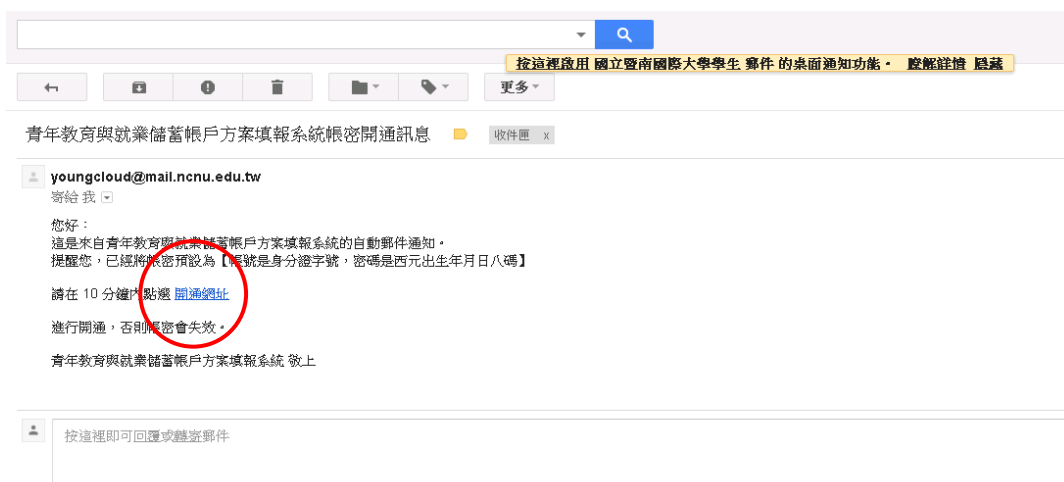 按這裡啟用 國立暨南國際大學學生 郵件 的桌面通知功能。 瞭解詳情 隱藏
更多
青年教育與就業儲蓄帳戶方案填報系統帳密開通訊息 收件匣 x
youngcloud@mail.ncnu.edu.tw
寄給 我
您好：
這是來自青年教育與就業儲蓄帳戶方案填報系統的自動郵件通知。
提醒您，已經將帳密預設為【帳號是身分證字號，密碼是西元出生年月日八碼】
請在 10 分鐘內點選 開通網址
進行開通，否則帳密會失效。
青年教育與就業儲蓄帳戶方案填報系統 敬上
按這裡即可回覆或轉寄郵件